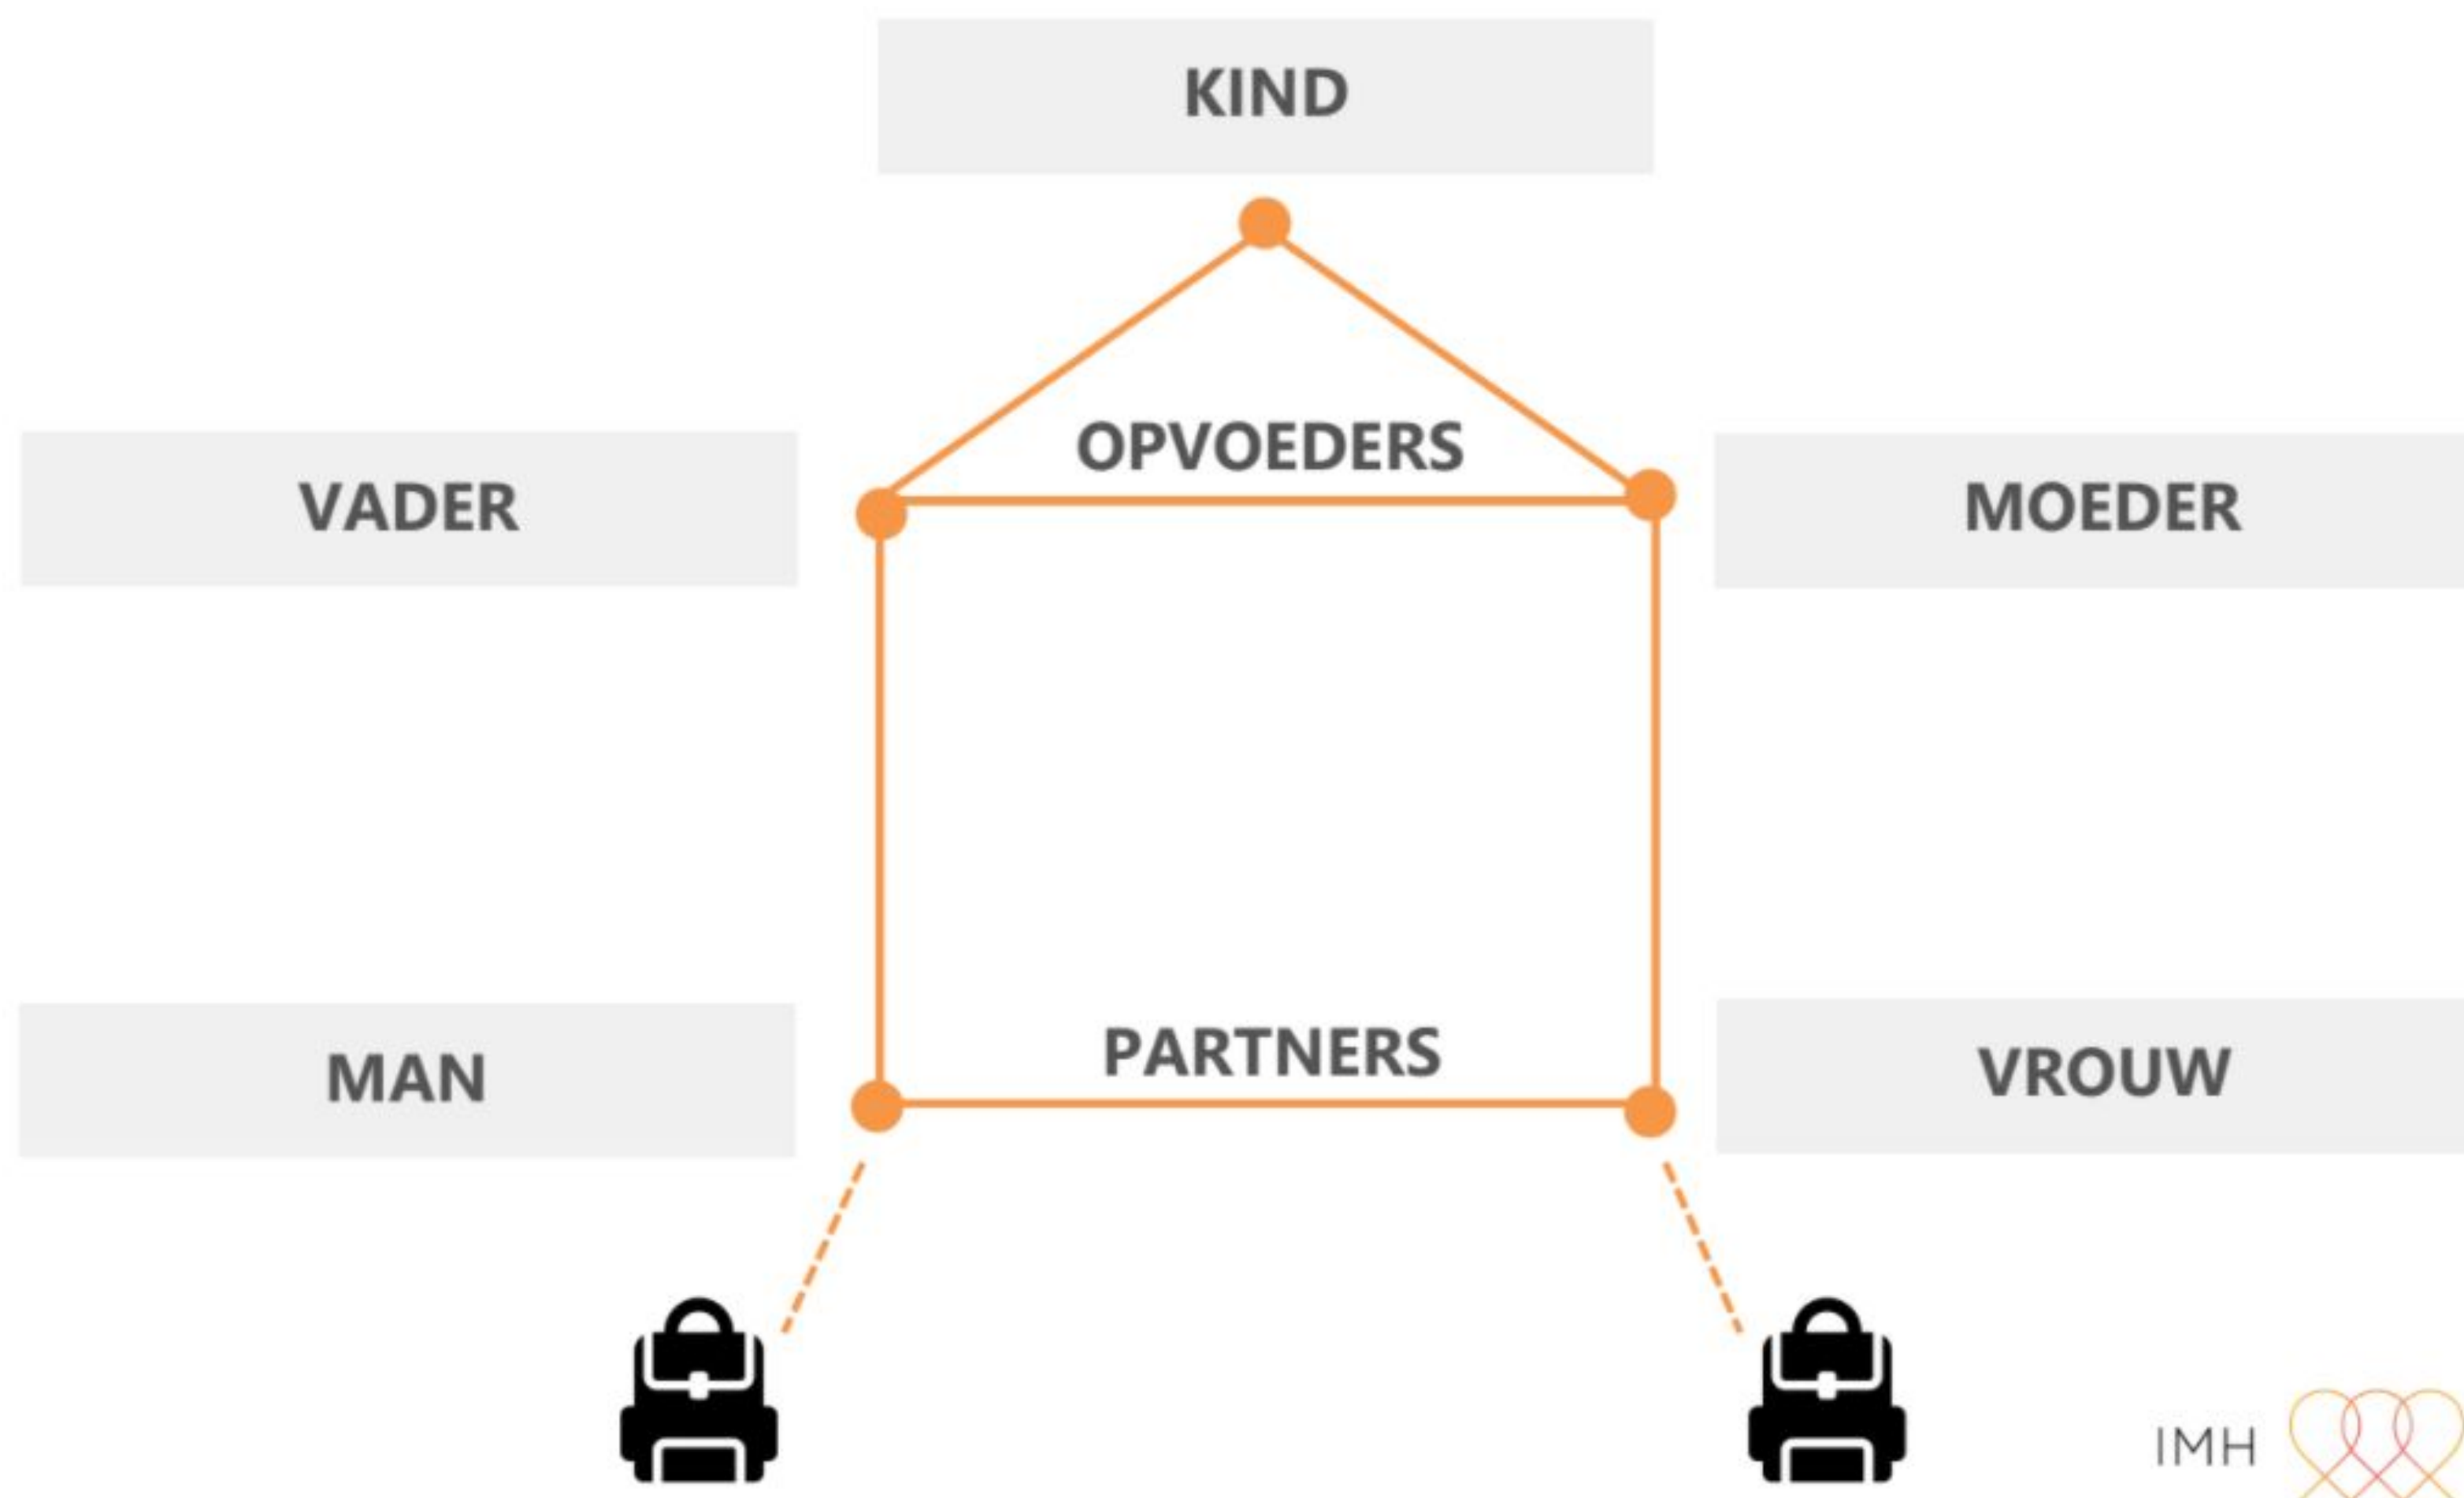 KIND
OPVOEDERS
VADER
MOEDER
PARTNERS
MAN
VROUW
IMH